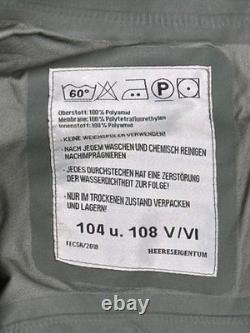 60°
P
Oberstoff: 100% Polyamid
Membrane: 100% Polytetrafluorethylen
Innenstoff: 100% Polyamid
- KEINE WEICHSPÜLER VERWENDEN!
- NACH JEDEM WASCHEN UND CHEMISCH REINIGEN
NACHIMPRÄGNIEREN
- JEDES DURCHSTECHEN HAT EINE ZERSTÖRUNG
DER WASSERDICHTHEIT ZUR FOLGE!
- NUR IM TROCKENEN ZUSTAND VERPACKEN
UND LAGERN!
104 u. 108 V/VI
FECSA/2018
HEERESEIGENTUM